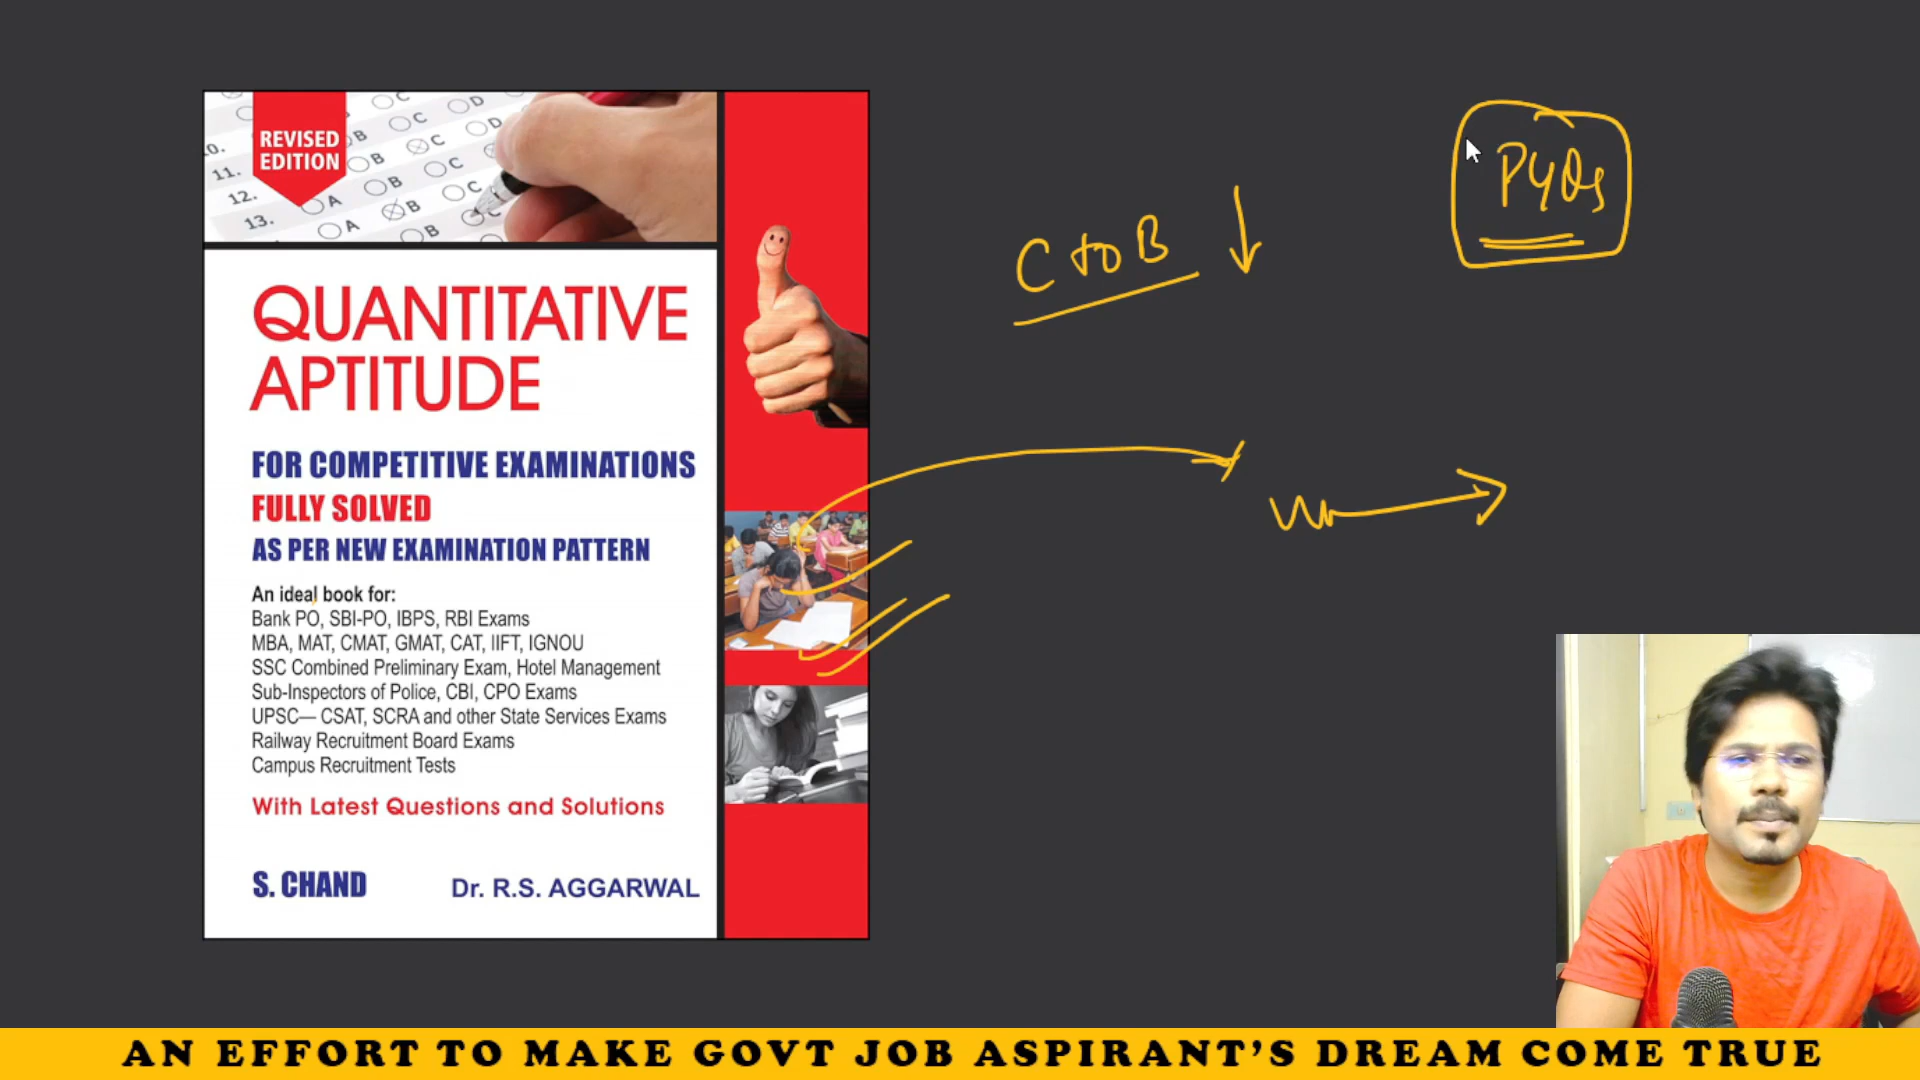 REVISED
EDITION
10.
11.
12.
13.
A
B
C
D
QUANTITATIVE
APTITUDE
FOR COMPETITIVE EXAMINATIONS
FULLY SOLVED
AS PER NEW EXAMINATION PATTERN
An ideal book for:
Bank PO, SBI-PO, IBPS, RBI Exams
MBA, MAT, CMAT, GMAT, CAT, IIFT, IGNOU
SSC Combined Preliminary Exam, Hotel Management
Sub-Inspectors of Police, CBI, CPO Exams
UPSC— CSAT, SCRA and other State Services Exams
Railway Recruitment Board Exams
Campus Recruitment Tests
With Latest Questions and Solutions
S. CHAND Dr. R.S. AGGARWAL
C to B
PYQs
AN EFFORT TO MAKE GOVT JOB ASPIRANT'S DREAM COME TRUE